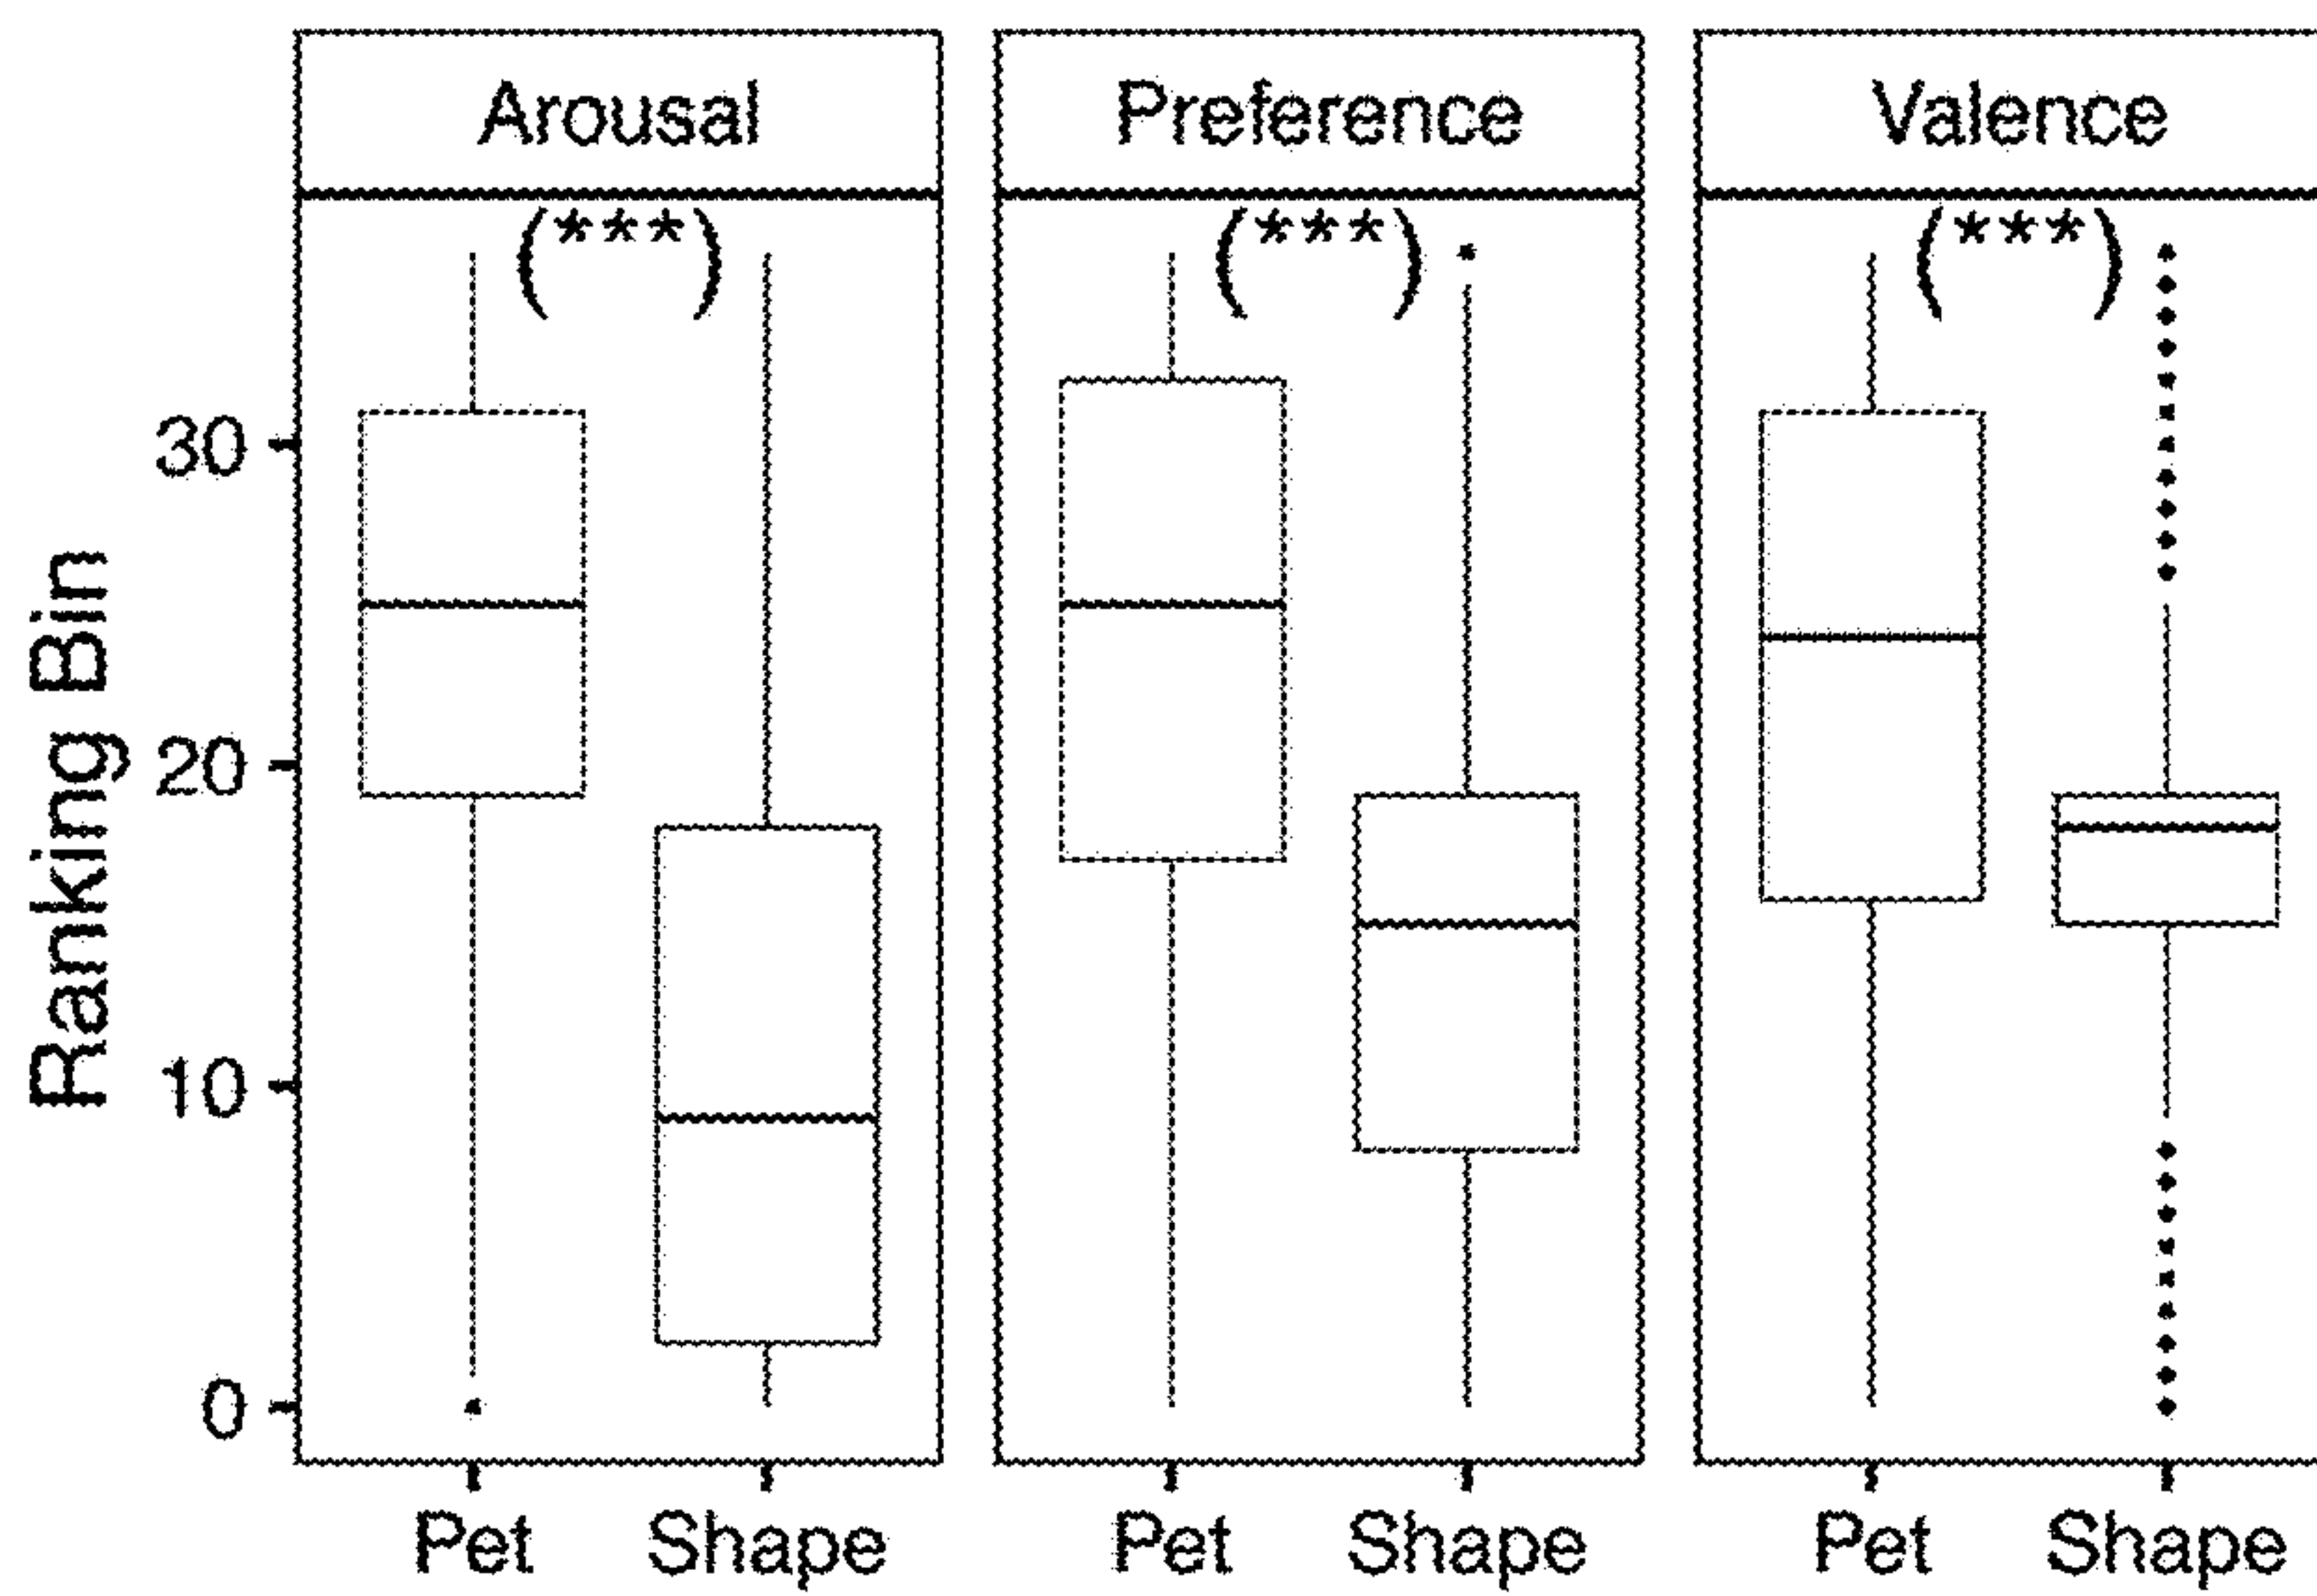 Arousal Preference Valence
(***) (***) (***)
30
20
10
0
Ranking Bin
Pet Shape Pet Shape Pet Shape